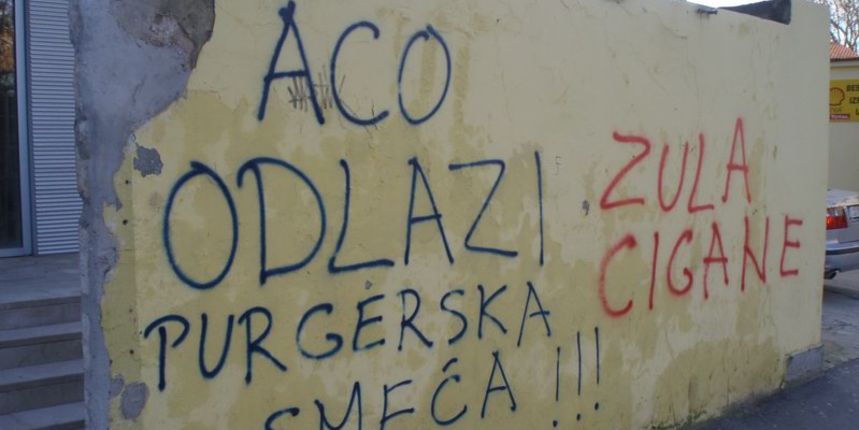 ACO
ODLAZI
PURGERSKA
SMEĆA !!!
ZULA
CIGANE